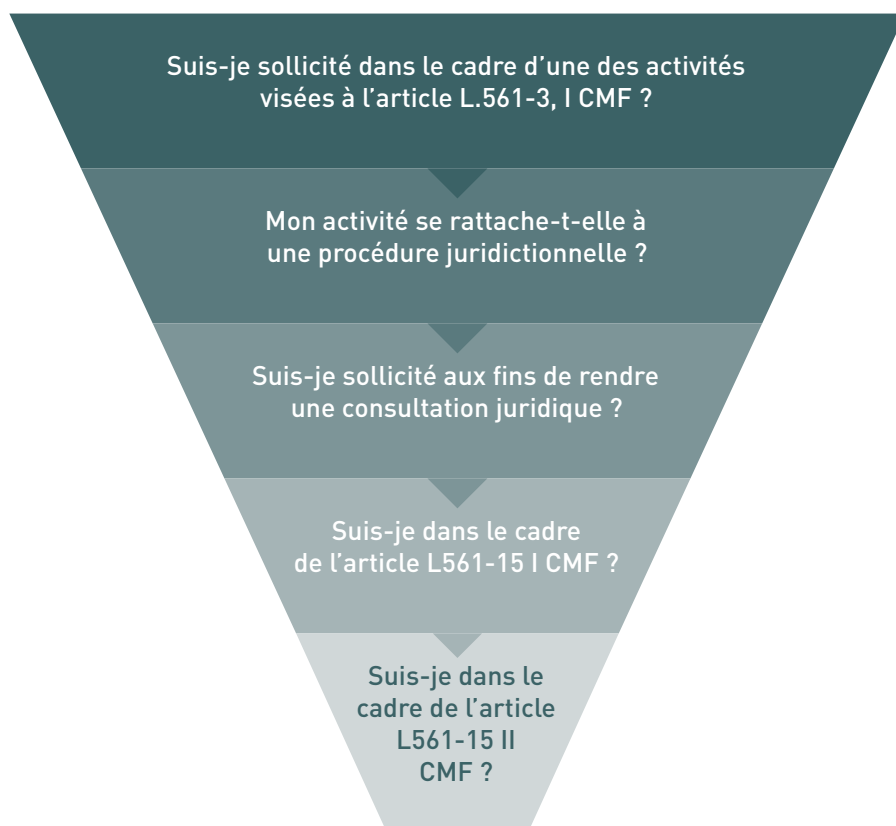 Suis-je sollicité dans le cadre d’une des activités
visées à l’article L.561-3, I CMF ?
Mon activité se rattache-t-elle à
une procédure juridictionnelle ?
Suis-je sollicité aux fins de rendre
une consultation juridique ?
Suis-je dans le cadre
de l’article L561-15 I CMF ?
Suis-je dans le
cadre de l’article
L561-15 II
CMF ?